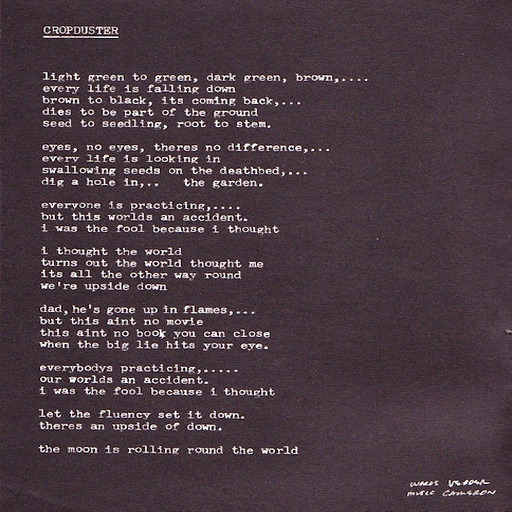 CROPDUSTER
light green to green, dark green, brown,....
every life is falling down
brown to black, its coming back,...
dies to be part of the ground
seed to seedling, root to stem.
eyes, no eyes, theres no difference,...
every life is looking in
swallowing seeds on the deathbed,...
dig a hole in,.. the garden.
everyone is practicing,....
but this worlds an accident.
i was the fool because i thought
i thought the world
turns out the world thought me
its all the other way round
we're upside down
dad, he's gone up in flames,...
but this aint no movie
this aint no book you can close
when the big lie hits your eye.
everybodys practicing,.....
our worlds an accident.
i was the fool because i thought
let the fluency set it down.
theres an upside of down.
the moon is rolling round the world
WORDS VEDDER
MUSIC CAMERON